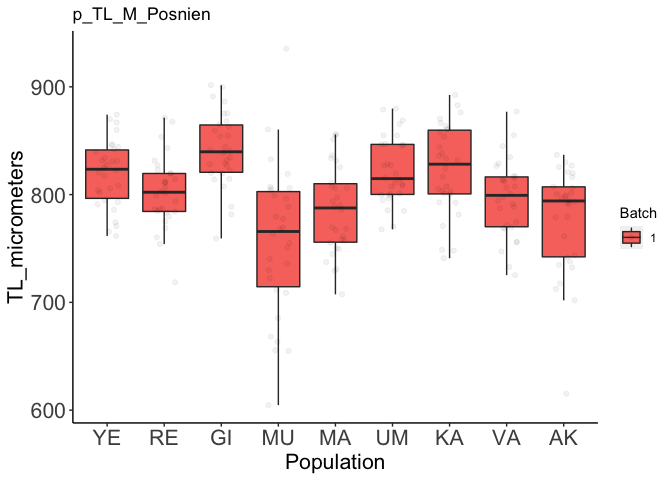 p_TL_M_Posnien
TL_micrometers
900
800
700
600
YE RE GI MU MA UM KA VA AK
Population
Batch
1